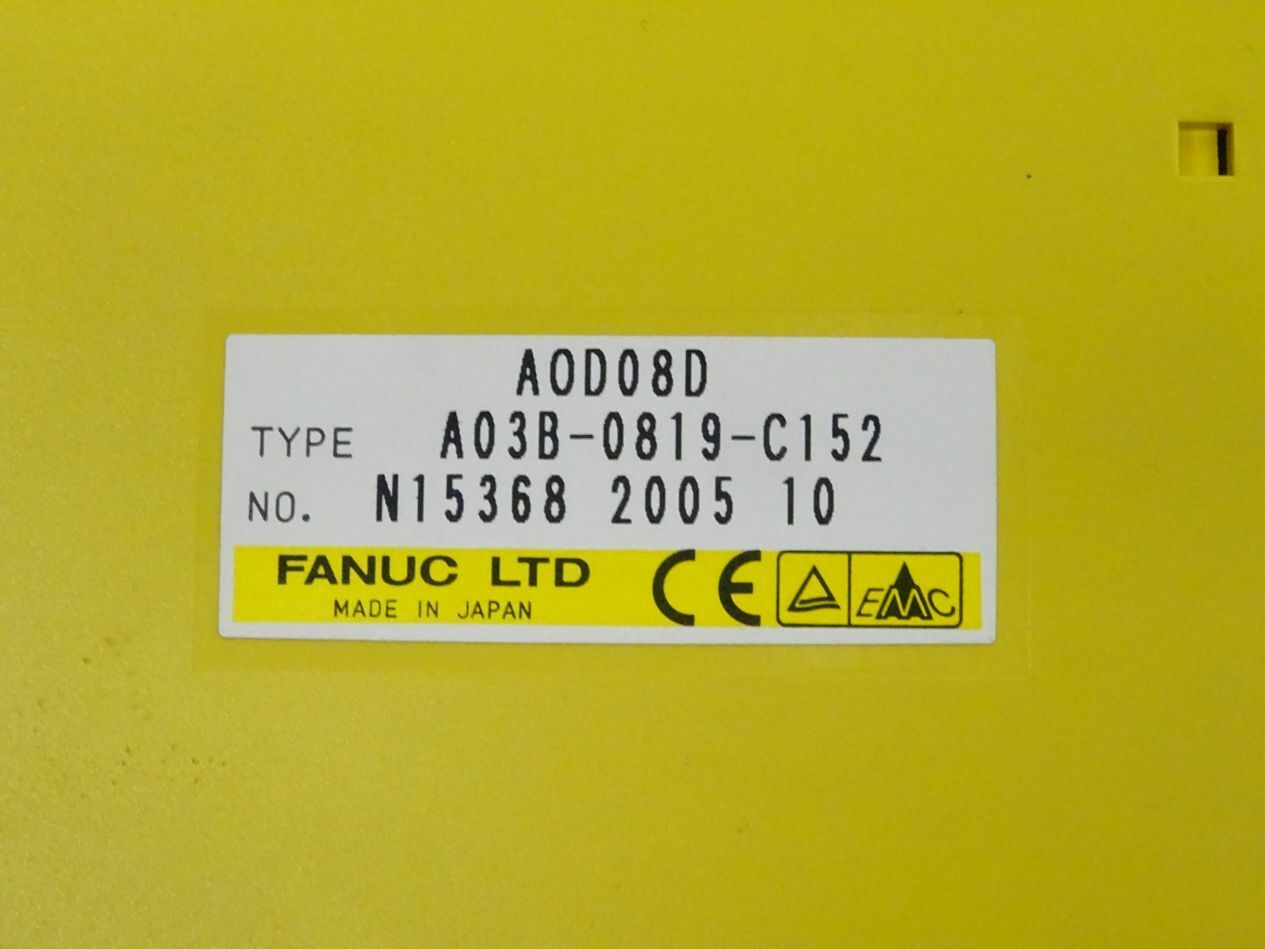 AOD08D
TYPE A03B-0819-C152
NO. N15368 2005 10
FANUC LTD
MADE IN JAPAN
CE
EMC